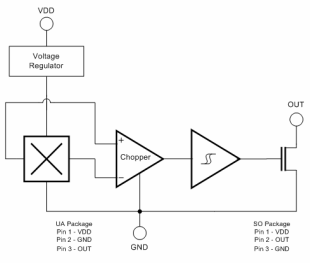 VDD
Voltage
Regulator
OUT
+
Chopper
−
UA Package
Pin 1 - VDD
Pin 2 - GND
Pin 3 - OUT
GND
SO Package
Pin 1 - VDD
Pin 2 - OUT
Pin 3 - GND